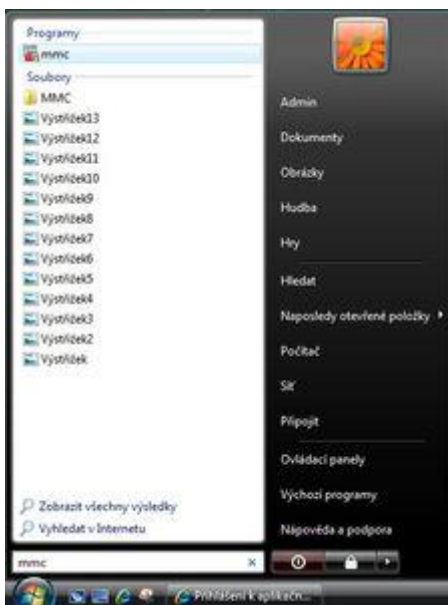 Programy
mmc
Soubory
MMC
Výstřižek13
Výstřižek12
Výstřižek11
Výstřižek10
Výstřižek9
Výstřižek8
Výstřižek7
Výstřižek6
Výstřižek5
Výstřižek4
Výstřižek3
Výstřižek2
Výstřižek
Zobrazit všechny výsledky
Vyhledat v Internetu
mmc
Admin
Dokumenty
Obrázky
Hudba
Hry
Hledat
Naposledy otevřené položky
Počítač
Síť
Připojit
Ovládací panely
Výchozí programy
Nápověda a podpora
Přihlášení k aplikačn...